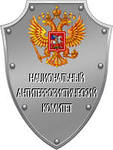 НАЦИОНАЛЬНЫЙ
АНТИТЕРРОРИСТИЧЕСКИЙ
КОМИТЕТ